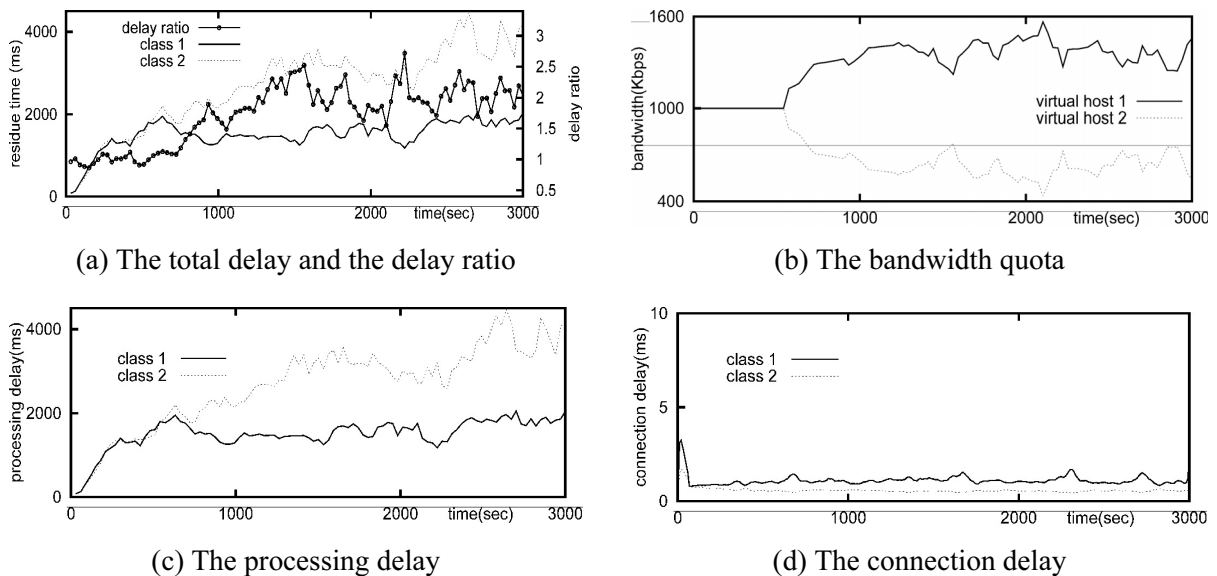 4000
2000
0
residue time (ms)
delay ratio
class 1
class 2
3
2.5
2
1.5
1
0.5
delay ratio
0
1000
2000
time(sec)
3000
(a) The total delay and the delay ratio
1600
1000
400
bandwidth(Kbps)
virtual host 1
virtual host 2
0
1000
2000
time(sec)
3000
(b) The bandwidth quota
4000
2000
0
processing delay(ms)
class 1
class 2
0
1000
2000
time(sec)
3000
(c) The processing delay
10
5
0
connection delay(ms)
class 1
class 2
0
1000
2000
time(sec)
3000
(d) The connection delay